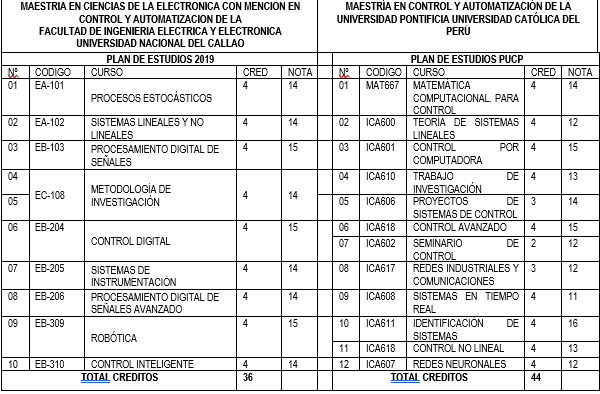 MAESTRIA EN CIENCIAS DE LA ELECTRONICA CON MENCION EN
CONTROL Y AUTOMATIZACION DE LA
FACULTAD DE INGENIERIA ELECTRICA Y ELECTRONICA
UNIVERSIDAD NACIONAL DEL CALLAO
MAESTRÍA EN CONTROL Y AUTOMATIZACIÓN DE LA
UNIVERSIDAD PONTIFICIA UNIVERSIDAD CATÓLICA DEL
PERÚ
PLAN DE ESTUDIOS 2019
Nº CODIGO CURSO CRED NOTA
01 EA-101 PROCESOS ESTOCÁSTICOS 4 14
02 EA-102 SISTEMAS LINEALES Y NO
LINEALES 4 14
03 EB-103 PROCESAMIENTO DIGITAL DE
SEÑALES 4 15
04
05 EC-108 METODOLOGÍA DE
INVESTIGACIÓN 4 14
06 EB-204 CONTROL DIGITAL 4 15
07 EB-205 SISTEMAS DE
INSTRUMENTACIÓN 4 14
08 EB-206 PROCESAMIENTO DIGITAL DE
SEÑALES AVANZADO 4 14
09 EB-309 ROBÓTICA 4 15
10 EB-310 CONTROL INTELIGENTE 4 14
TOTAL CREDITOS 36
PLAN DE ESTUDIOS PUCP
Nº CODIGO CURSO CRED NOTA
01 MAT667 MATEMÁTICA
COMPUTACIONAL. PARA
CONTROL 4 14
02 ICA600 TEORÍA DE SISTEMAS
LINEALES 4 12
03 ICA601 CONTROL POR
COMPUTADORA 4 15
04 ICA610 TRABAJO DE
INVESTIGACIÓN 4 13
05 ICA606 PROYECTOS DE
SISTEMAS DE CONTROL 3 14
06 ICA618 CONTROL AVANZADO 4 15
07 ICA602 SEMINARIO DE
CONTROL 2 12
08 ICA617 REDES INDUSTRIALES Y
COMUNICACIONES 3 12
09 ICA608 SISTEMAS EN TIEMPO
REAL 4 11
10 ICA611 IDENTIFICACIÓN DE
SISTEMAS 4 16
11 ICA618 CONTROL NO LINEAL 4 13
12 ICA607 REDES NEURONALES 4 12
TOTAL CREDITOS 44